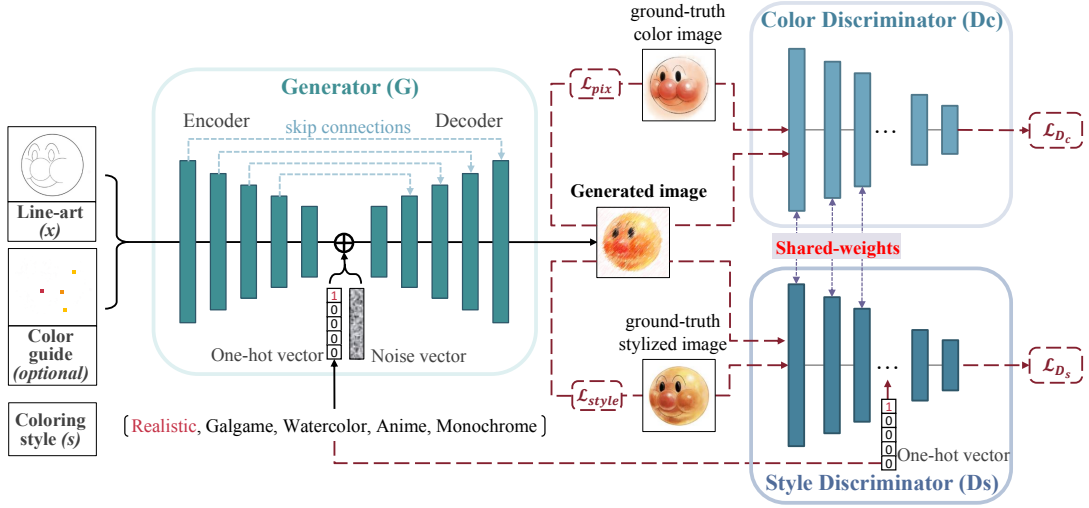 Generator (G)
Encoder
Decoder
skip connections
Line-art
(x)
Color
guide
(optional)
Coloring
style (s)
1
0
0
0
0
One-hot vector
Noise vector
{Realistic, Galgame, Watercolor, Anime, Monochrome}
ground-truth
color image
ℒpix
Generated image
ground-truth
stylized image
ℒstyle
Color Discriminator (Dc)
...
ℒDc
Shared-weights
...
ℒDs
1
0
0
0
0
One-hot vector
Style Discriminator (Ds)